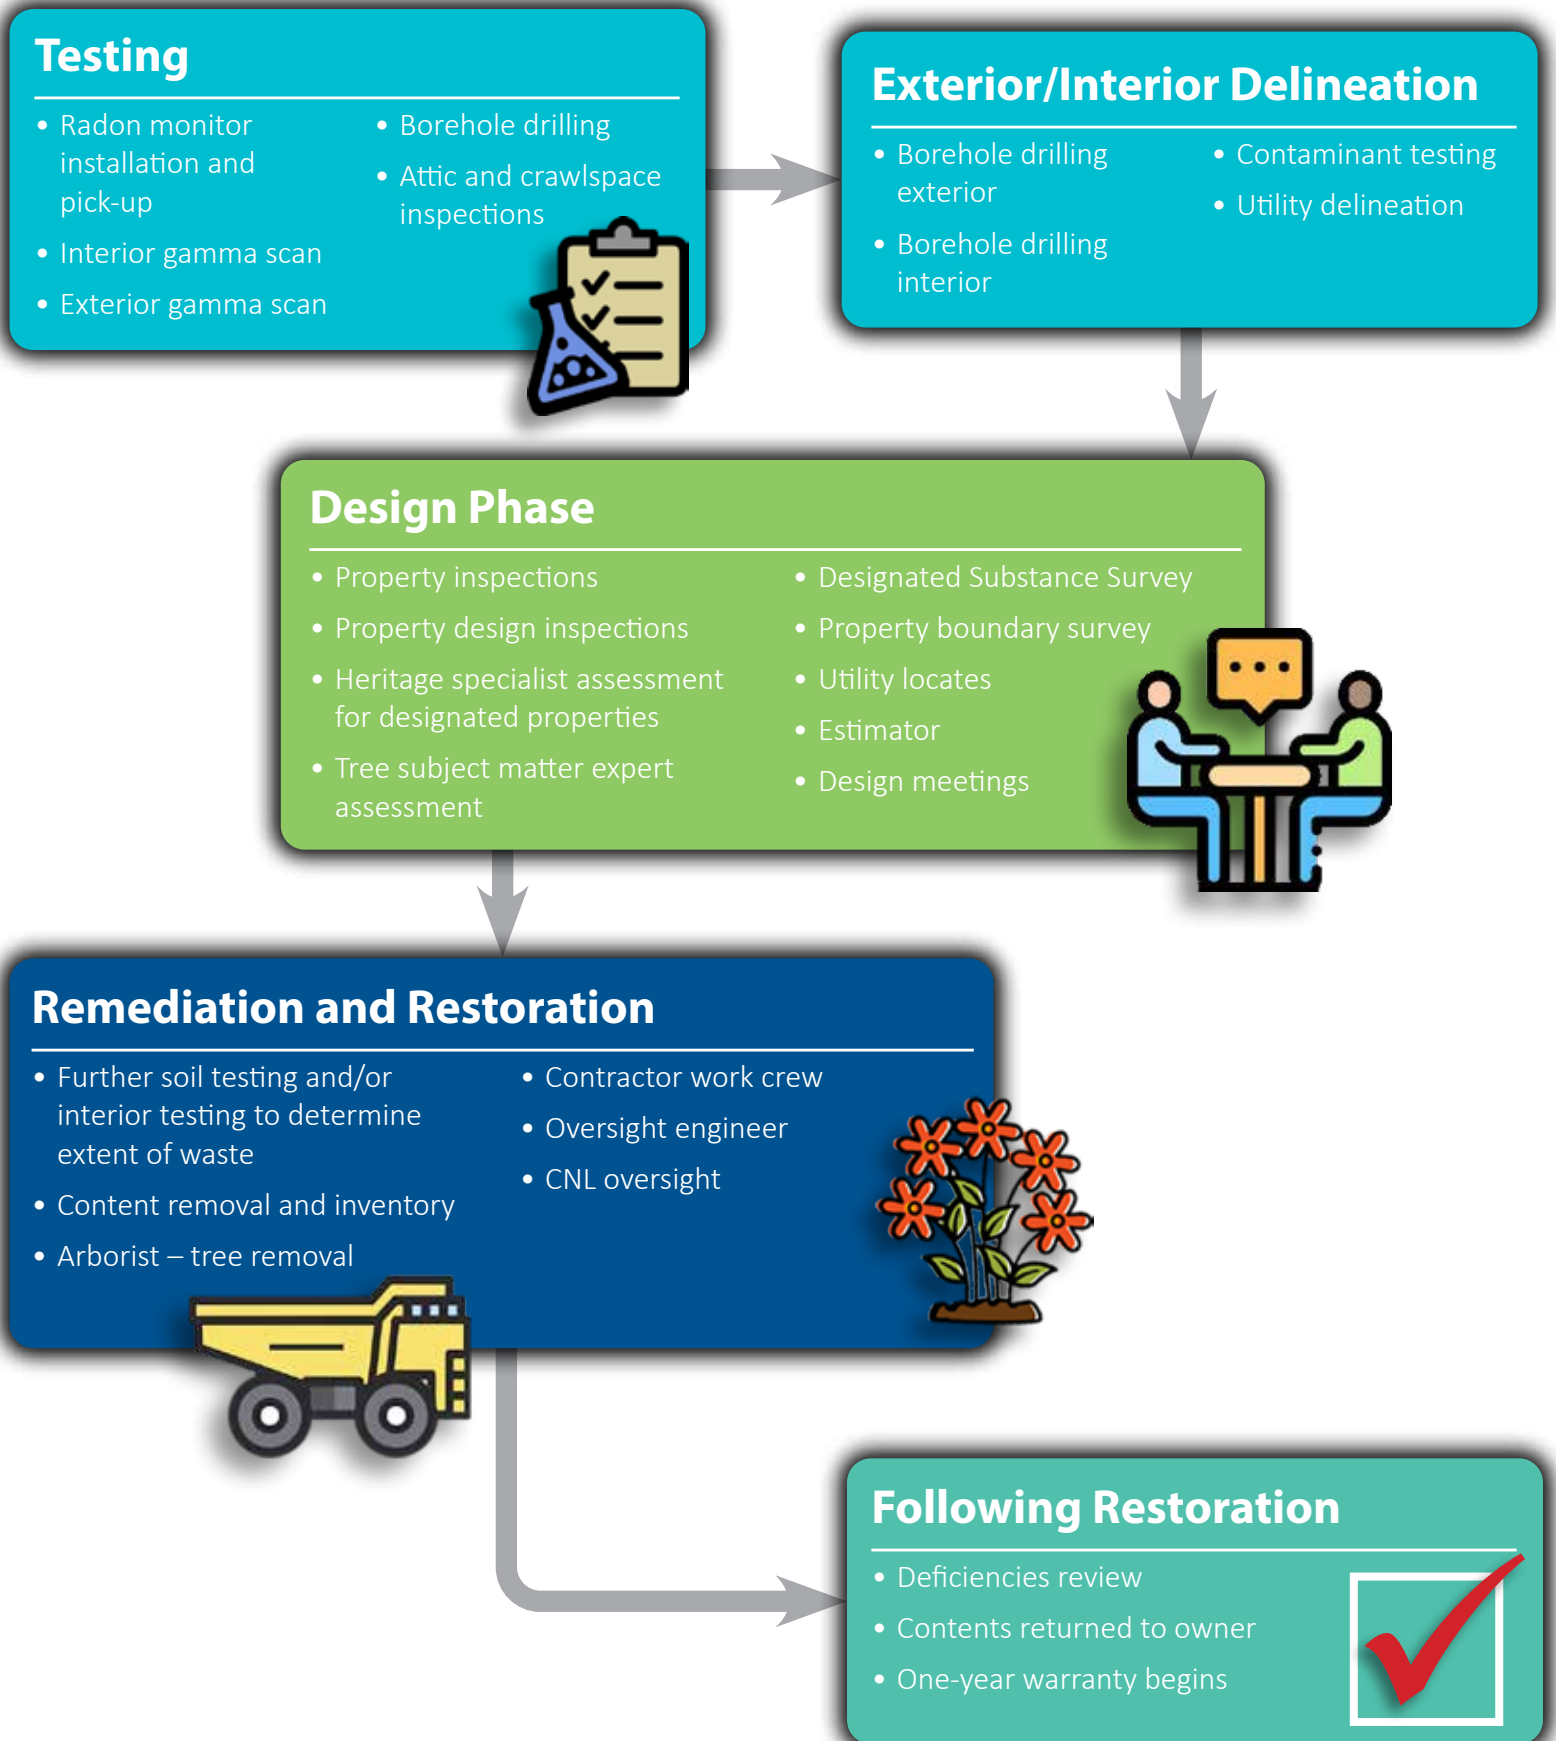 Testing
• Radon monitor
installation and
pick-up
• Interior gamma scan
• Exterior gamma scan
• Borehole drilling
• Attic and crawlspace
inspections
Exterior/Interior Delineation
• Borehole drilling
exterior
• Borehole drilling
interior
• Contaminant testing
• Utility delineation
Design Phase
• Property inspections
• Property design inspections
• Heritage specialist assessment
for designated properties
• Tree subject matter expert
assessment
• Designated Substance Survey
• Property boundary survey
• Utility locates
• Estimator
• Design meetings
Remediation and Restoration
• Further soil testing and/or
interior testing to determine
extent of waste
• Content removal and inventory
• Arborist – tree removal
• Contractor work crew
• Oversight engineer
• CNL oversight
Following Restoration
• Deficiencies review
• Contents returned to owner
• One-year warranty begins